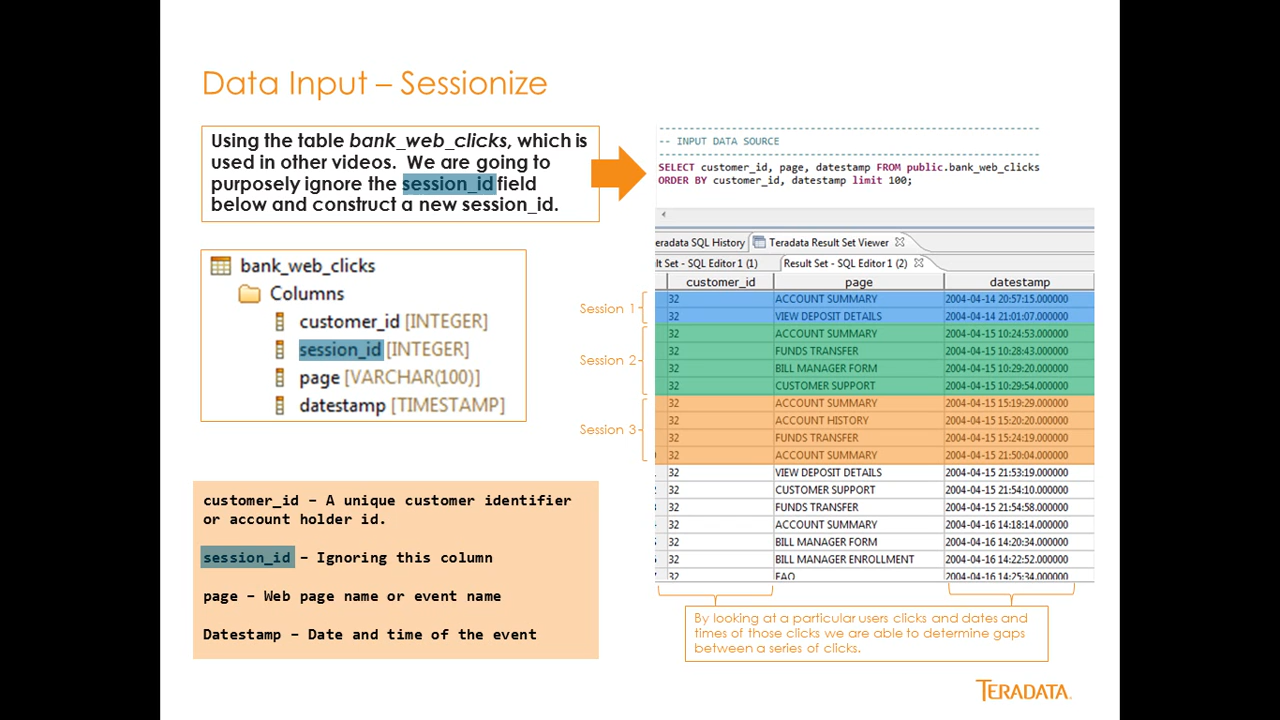 Data Input – Sessionize
Using the table bank_web_clicks, which is
used in other videos. We are going to
purposely ignore the session_id field
below and construct a new session_id.
bank_web_clicks
Columns
customer_id [INTEGER]
session_id [INTEGER]
page [VARCHAR(100)]
datestamp [TIMESTAMP]
customer_id – A unique customer identifier
or account holder id.
session_id – Ignoring this column
page – Web page name or event name
Datestamp – Date and time of the event
-- INPUT DATA SOURCE
SELECT customer_id, page, datestamp FROM public.bank_web_clicks
ORDER BY customer_id, datestamp limit 100;
eradata SQL History Teradata Result Set Viewer
lt Set - SQL Editor1 (1) Result Set - SQL Editor1 (2)
customer_id page datestamp
Session 1
Session 2
Session 3
32 ACCOUNT SUMMARY 2004-04-14 20:57:15.000000
32 VIEW DEPOSIT DETAILS 2004-04-14 21:01:07.000000
32 ACCOUNT SUMMARY 2004-04-15 10:24:53.000000
32 FUNDS TRANSFER 2004-04-15 10:28:43.000000
32 BILL MANAGER FORM 2004-04-15 10:29:20.000000
32 CUSTOMER SUPPORT 2004-04-15 10:29:54.000000
32 ACCOUNT SUMMARY 2004-04-15 15:19:29.000000
32 ACCOUNT HISTORY 2004-04-15 15:20:20.000000
32 FUNDS TRANSFER 2004-04-15 15:24:19.000000
32 ACCOUNT SUMMARY 2004-04-15 21:50:04.000000
32 VIEW DEPOSIT DETAILS 2004-04-15 21:53:19.000000
32 CUSTOMER SUPPORT 2004-04-15 21:54:10.000000
32 FUNDS TRANSFER 2004-04-15 21:54:58.000000
32 ACCOUNT SUMMARY 2004-04-16 14:18:14.000000
32 BILL MANAGER FORM 2004-04-16 14:20:34.000000
32 BILL MANAGER ENROLLMENT 2004-04-16 14:22:52.000000
32 FAQ 2004-04-16 14:25:34.000000
By looking at a particular users clicks and dates and
times of those clicks we are able to determine gaps
between a series of clicks.
TERADATA